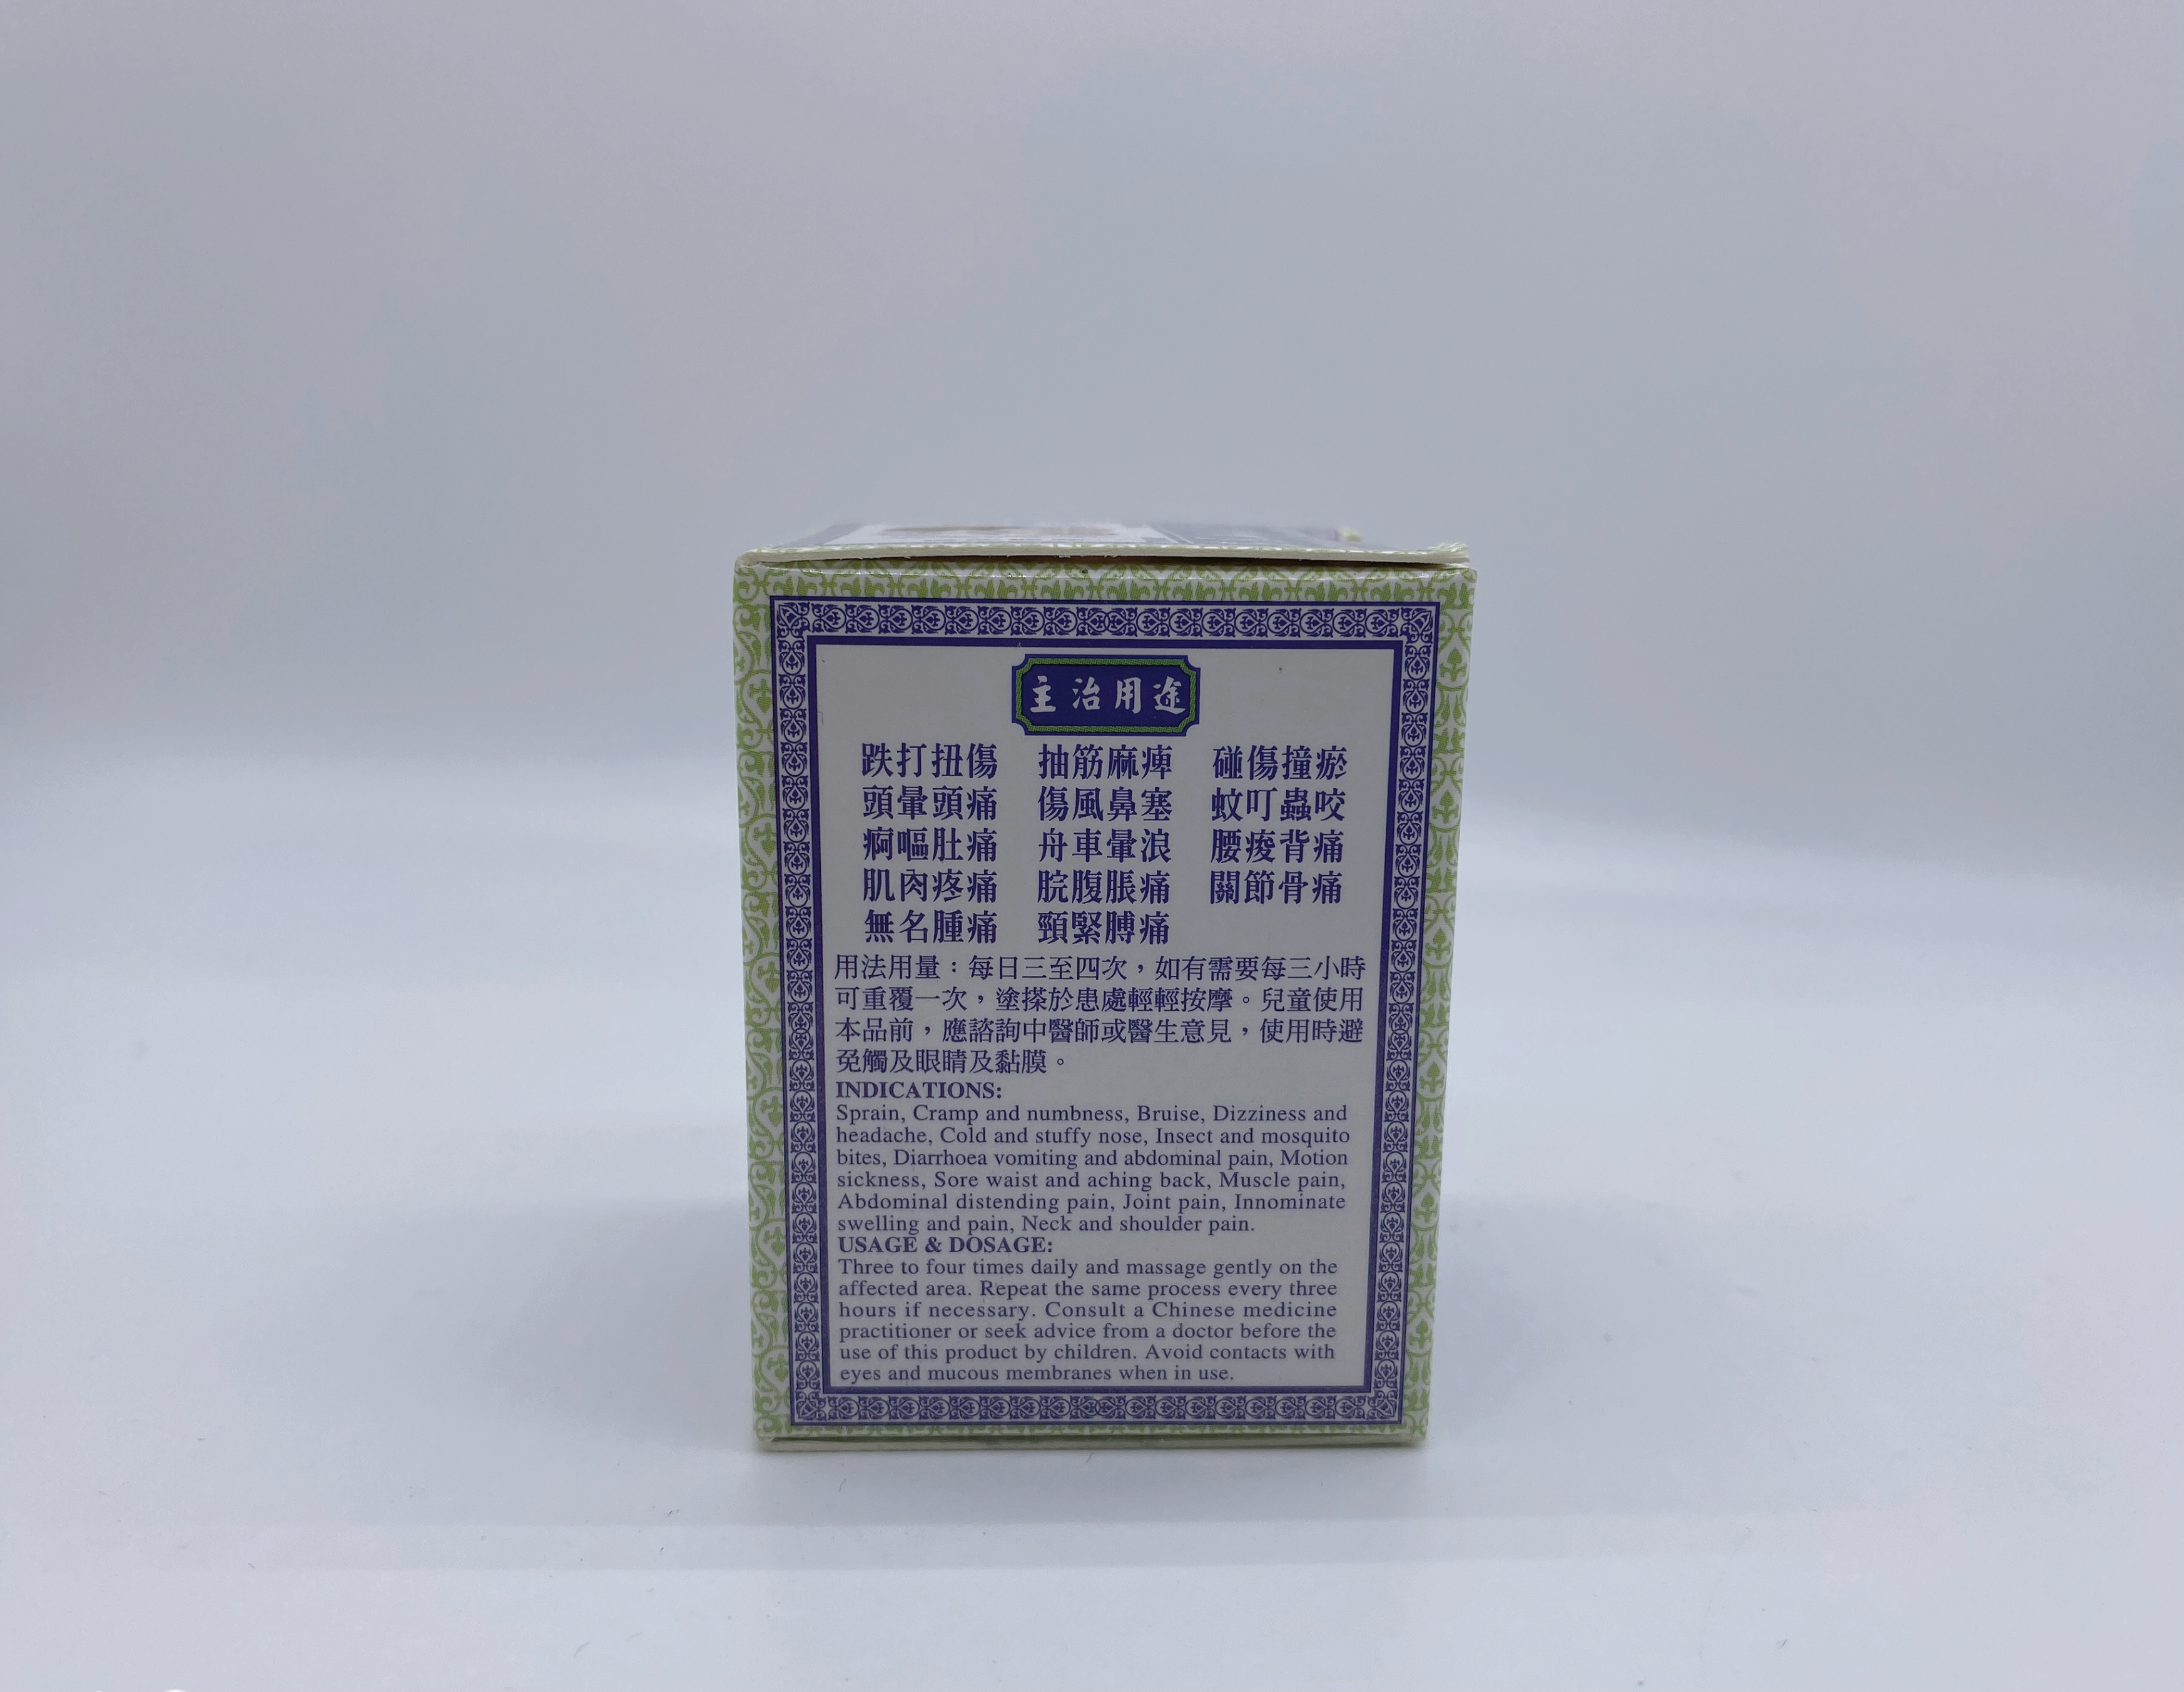 主治用途
跌打扭傷 抽筋麻痺 碰傷撞瘀
頭暈頭痛 傷風鼻塞 蚊叮蟲咬
痾嘔肚痛 舟車暈浪 腰痠背痛
肌肉疼痛 脘腹脹痛 關節骨痛
無名腫痛 頸緊膊痛
用法用量：每日三至四次，如有需要每三小時
可重覆一次，塗搽於患處輕輕按摩。兒童使用
本品前，應諮詢中醫師或醫生意見，使用時避
免觸及眼睛及黏膜。
INDICATIONS:
Sprain, Cramp and numbness, Bruise, Dizziness and
headache, Cold and stuffy nose, Insect and mosquito
bites, Diarrhoea vomiting and abdominal pain, Motion
sickness, Sore waist and aching back, Muscle pain,
Abdominal distending pain, Joint pain, Innominate
swelling and pain, Neck and shoulder pain.
USAGE & DOSAGE:
Three to four times daily and massage gently on the
affected area. Repeat the same process every three
hours if necessary. Consult a Chinese medicine
practitioner or seek advice from a doctor before the
use of this product by children. Avoid contacts with
eyes and mucous membranes when in use.